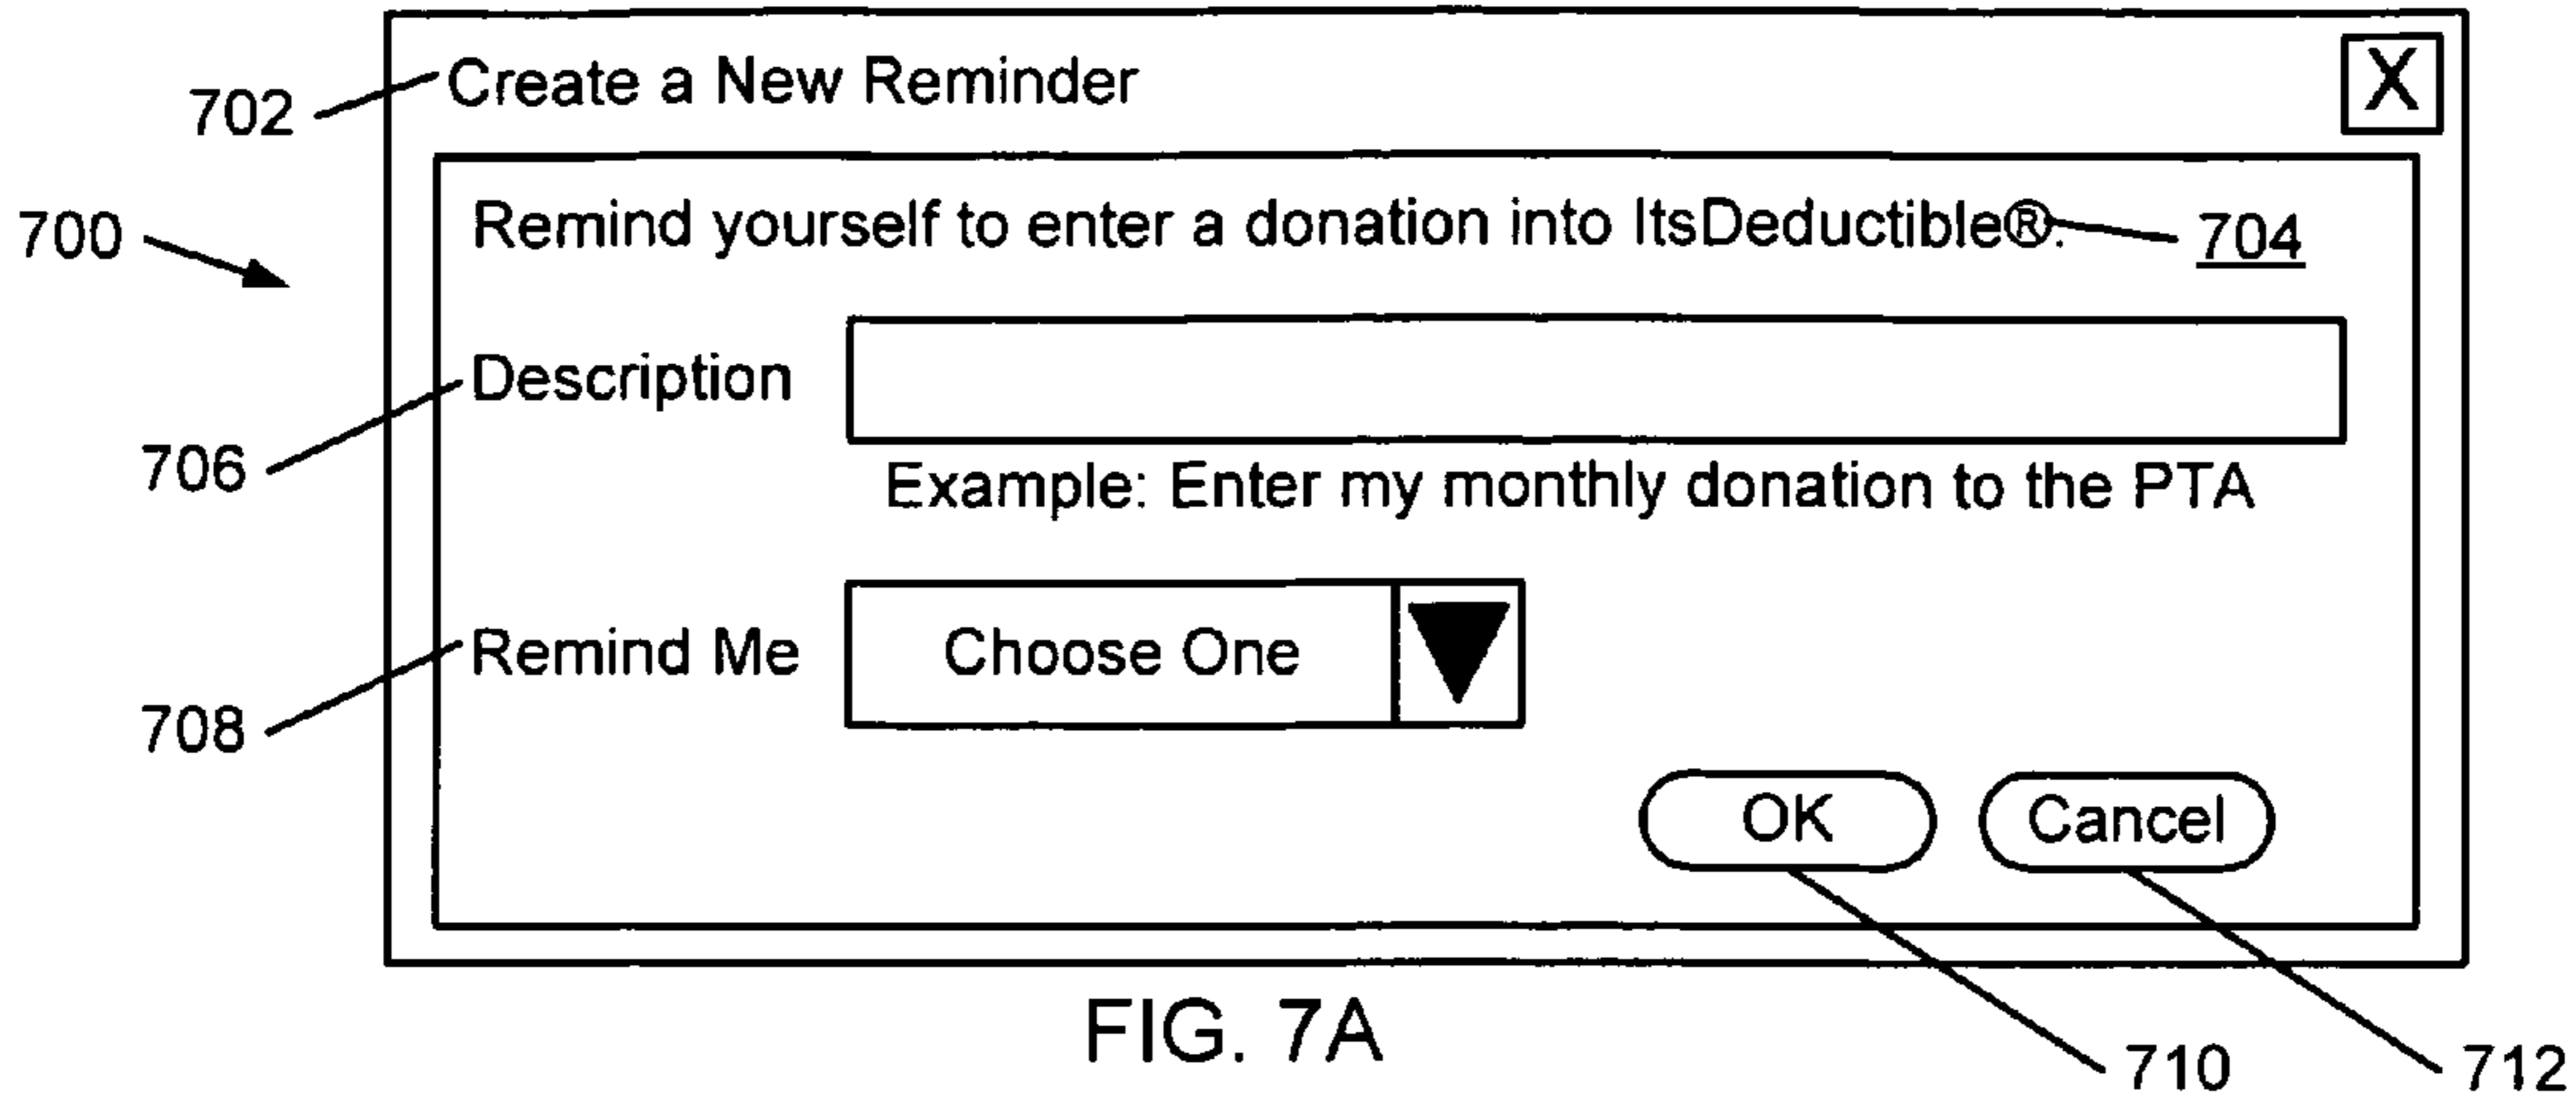 702 Create a New Reminder X
700 Remind yourself to enter a donation into ItsDeductible®. 704
Description
706
Example: Enter my monthly donation to the PTA
Remind Me Choose One
708
OK Cancel
FIG. 7A
710 712